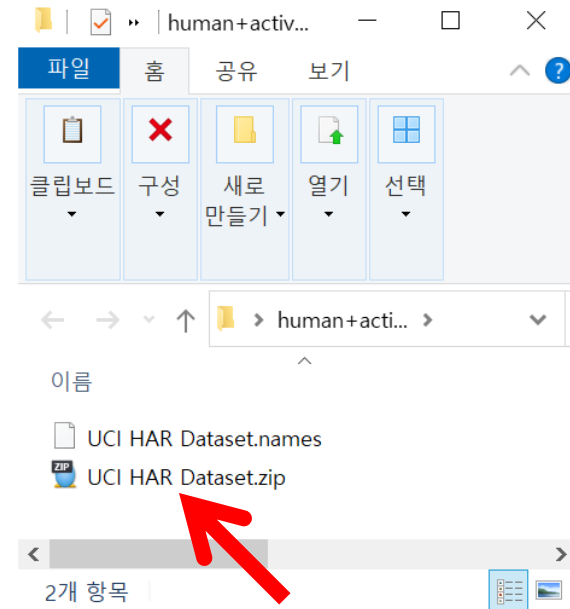 human+activ...
파일 홈 공유 보기
클립보드 구성 새로 만들기 열기 선택
human+acti...
이름
UCI HAR Dataset.names
ZIP UCI HAR Dataset.zip
2개 항목